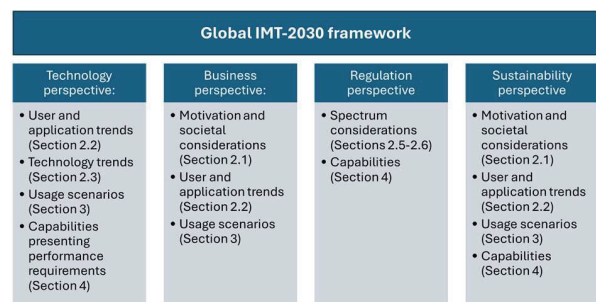 Global IMT-2030 framework
Technology
perspective:
• User and
application trends
(Section 2.2)
• Technology trends
(Section 2.3)
• Usage scenarios
(Section 3)
• Capabilities
presenting
performance
requirements
(Section 4)
Business
perspective:
• Motivation and
societal
considerations
(Section 2.1)
• User and
application trends
(Section 2.2)
• Usage scenarios
(Section 3)
Regulation
perspective
• Spectrum
considerations
(Sections 2.5-2.6)
• Capabilities
(Section 4)
Sustainability
perspective
• Motivation and
societal
considerations
(Section 2.1)
• User and
application trends
(Section 2.2)
• Usage scenarios
(Section 3)
• Capabilities
(Section 4)